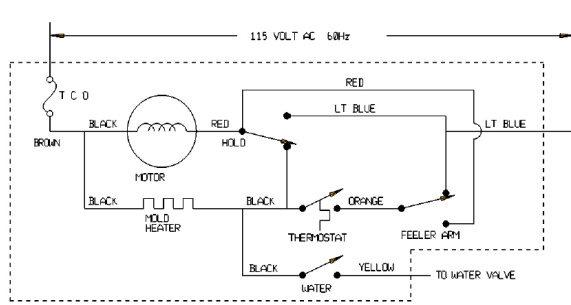 115 VOLT AC 60Hz
RED
T C O
LT BLUE
BLACK
RED
LT BLUE
BROWN
HOLD
MOTOR
BLACK
BLACK
ORANGE
MOLD
HEATER
THERMOSTAT
FEELER ARM
BLACK
YELLOW
TO WATER VALVE
WATER